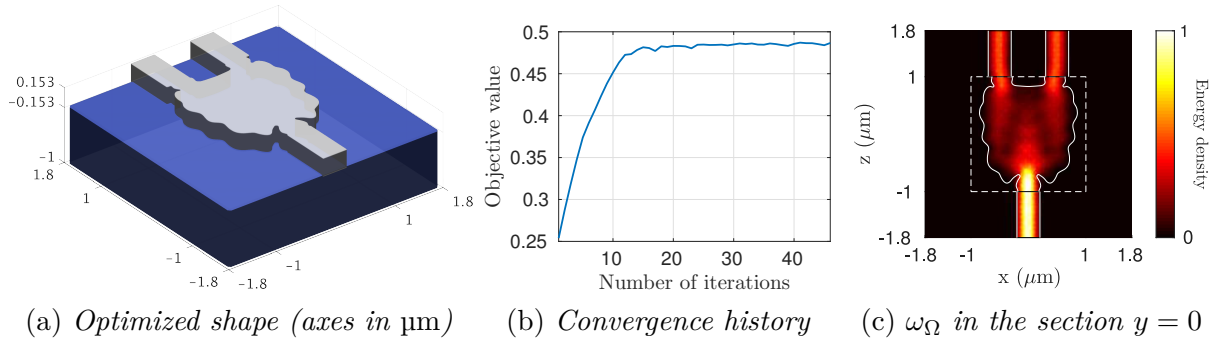 0.153
−0.153
−1
1.8
1
−1
−1.8
−1.8
−1
1
1.8
(a) Optimized shape (axes in µm)
0.5
0.45
0.4
0.35
0.3
0.25
Objective value
10 20 30 40
Number of iterations
(b) Convergence history
1.8
1
-1
-1.8
z (µm)
-1.8 -1 1 1.8
x (µm)
1
0
Energy density
(c) ωΩ in the section y = 0